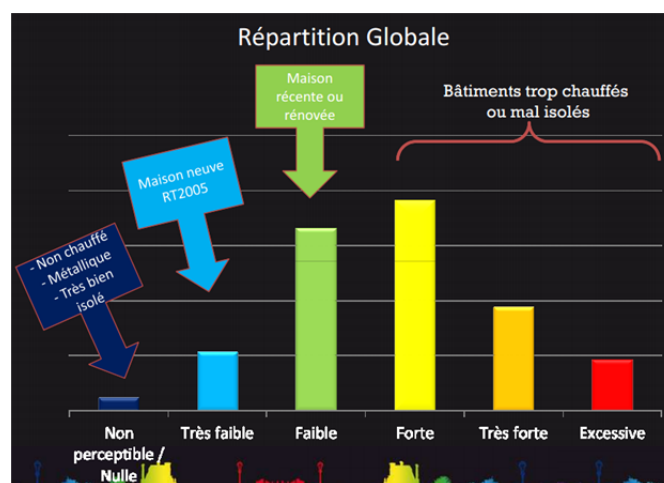 Répartition Globale
Maison
récente ou
rénovée
Bâtiments trop chauffés
ou mal isolés
Maison neuve
RT2005
- Non chauffé
- Métallique
- Très bien
isolé
Non
perceptible /
Nulle
Très faible
Faible
Forte
Très forte
Excessive